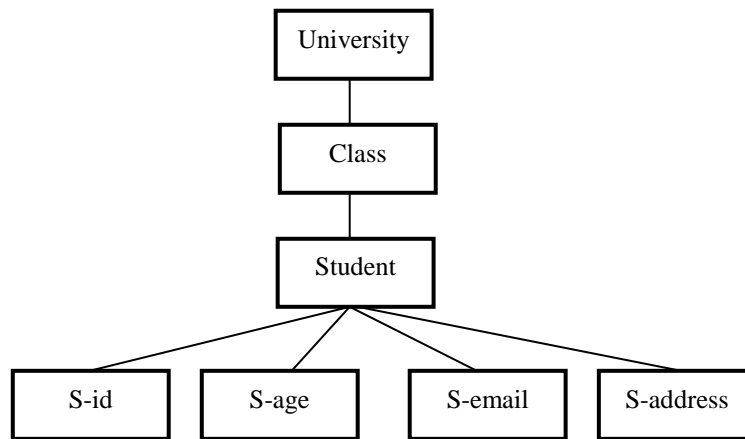 University
Class
Student
S-id
S-age
S-email
S-address